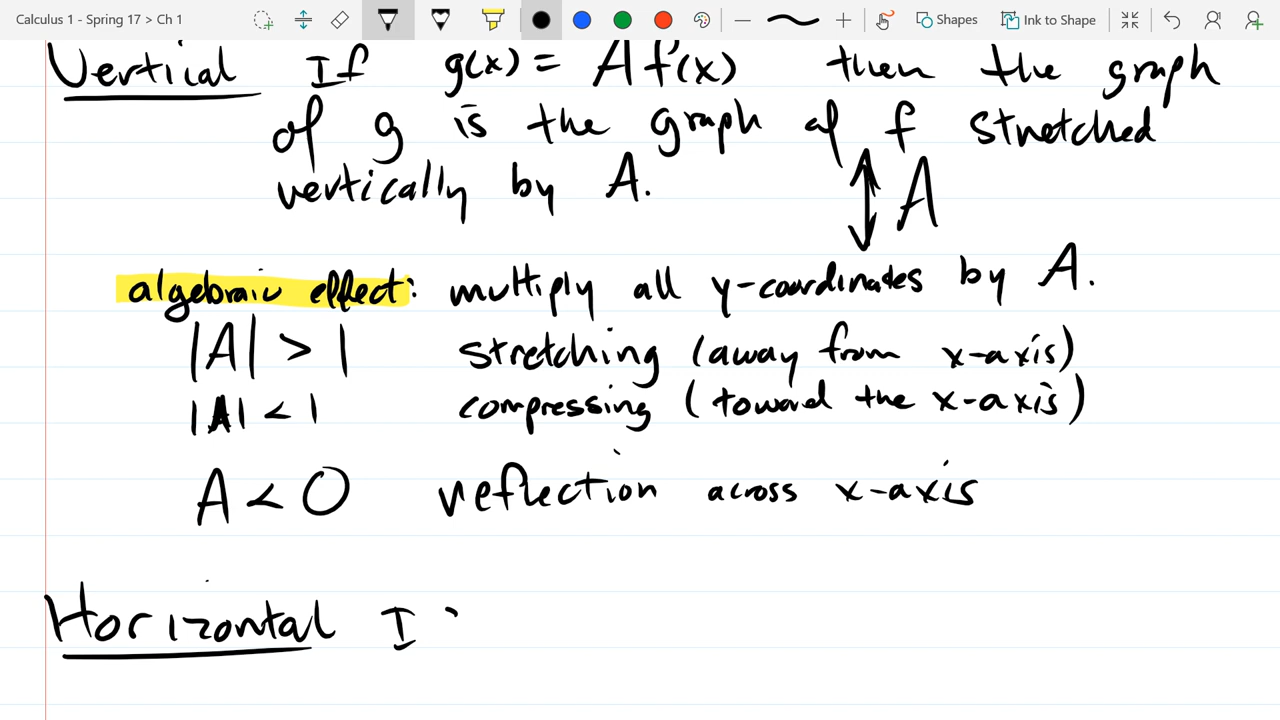 Calculus 1 - Spring 17 > Ch 1 Shapes Ink to Shape
Vertical If g(x) = A f(x) then the graph
of g is the graph of f stretched
vertically by A. A
algebraic effect: multiply all y-coordinates by A.
|A| > 1 stretching (away from x-axis)
|A| < 1 compressing (toward the x-axis)
A < 0 reflection across x-axis
Horizontal I